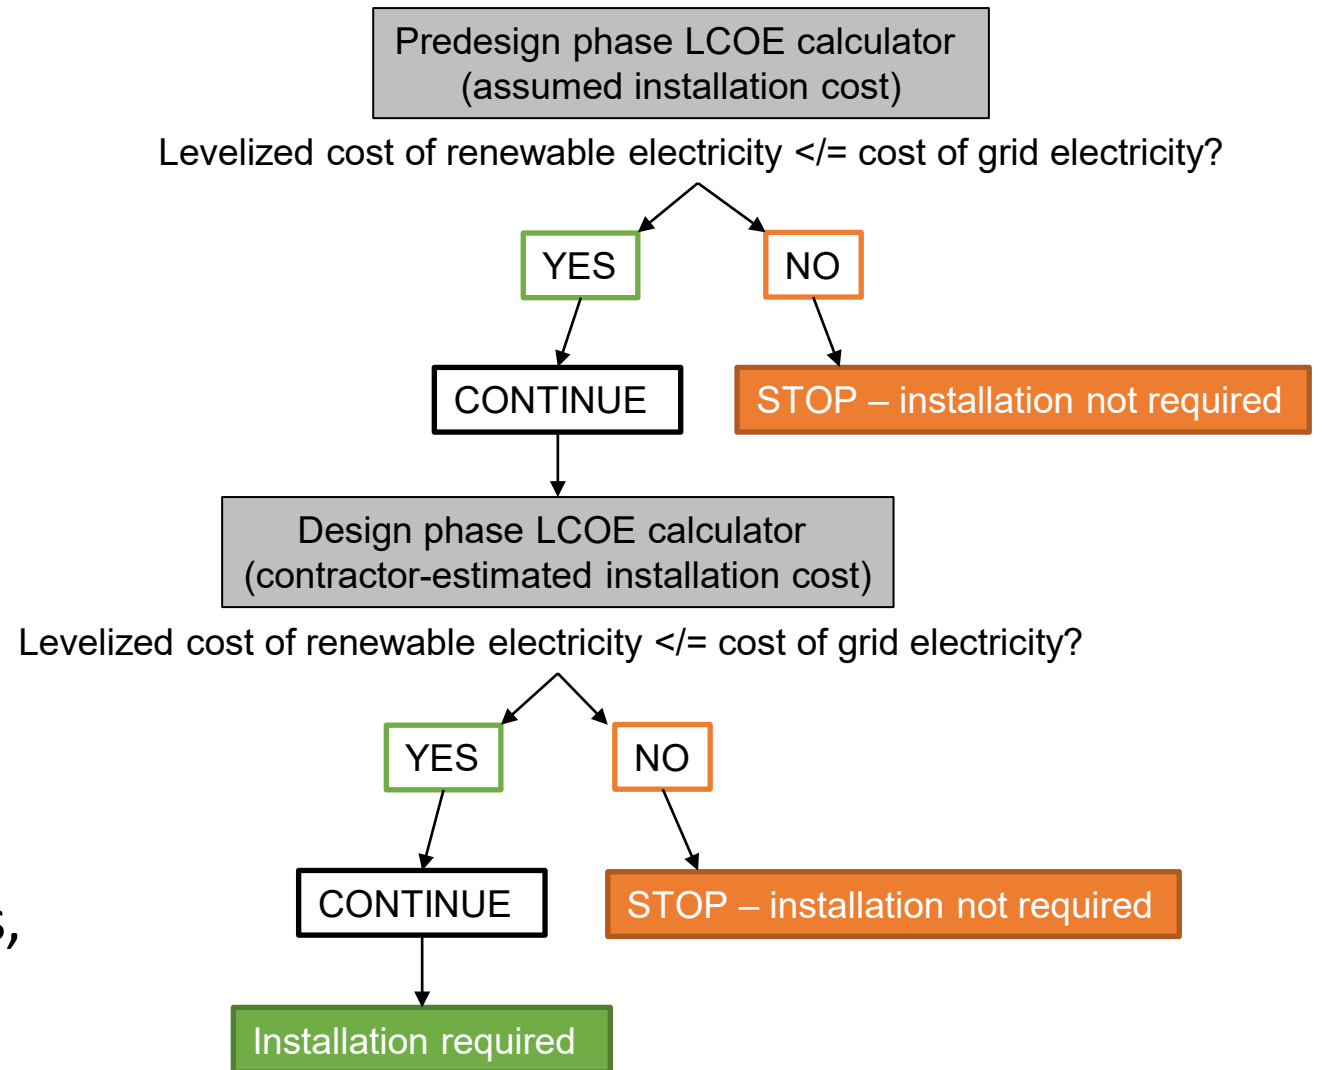 Predesign phase LCOE calculator
(assumed installation cost)
Levelized cost of renewable electricity </= cost of grid electricity?
YES
NO
CONTINUE
STOP – installation not required
Design phase LCOE calculator
(contractor-estimated installation cost)
Levelized cost of renewable electricity </= cost of grid electricity?
YES
NO
CONTINUE
STOP – installation not required
Installation required